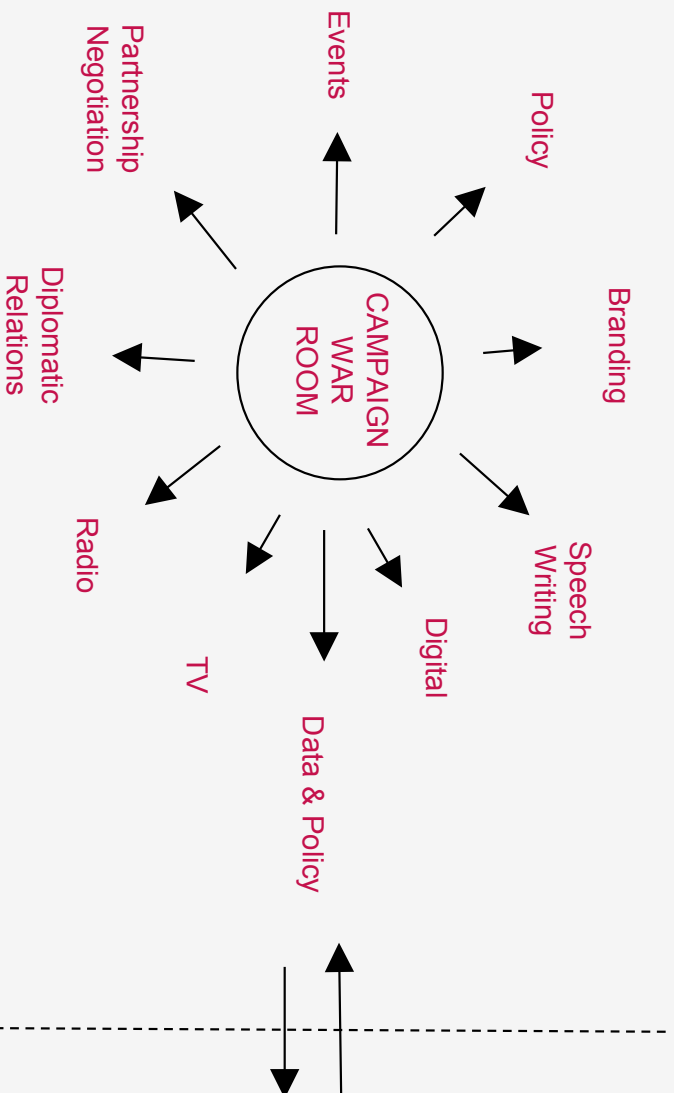 Branding
Speech
Writing
Policy
Digital
CAMPAIGN
WAR
ROOM
Data & Policy
Events
TV
Partnership
Negotiation
Radio
Diplomatic
Relations